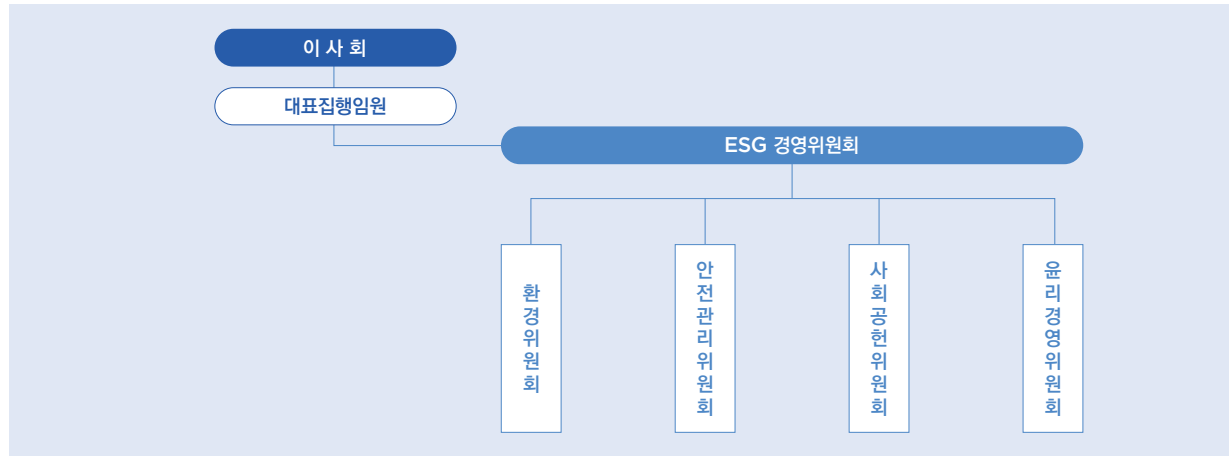 이 사 회
대표집행임원
ESG 경영위원회
환경위원회
안전관리위원회
사회공헌위원회
윤리경영위원회